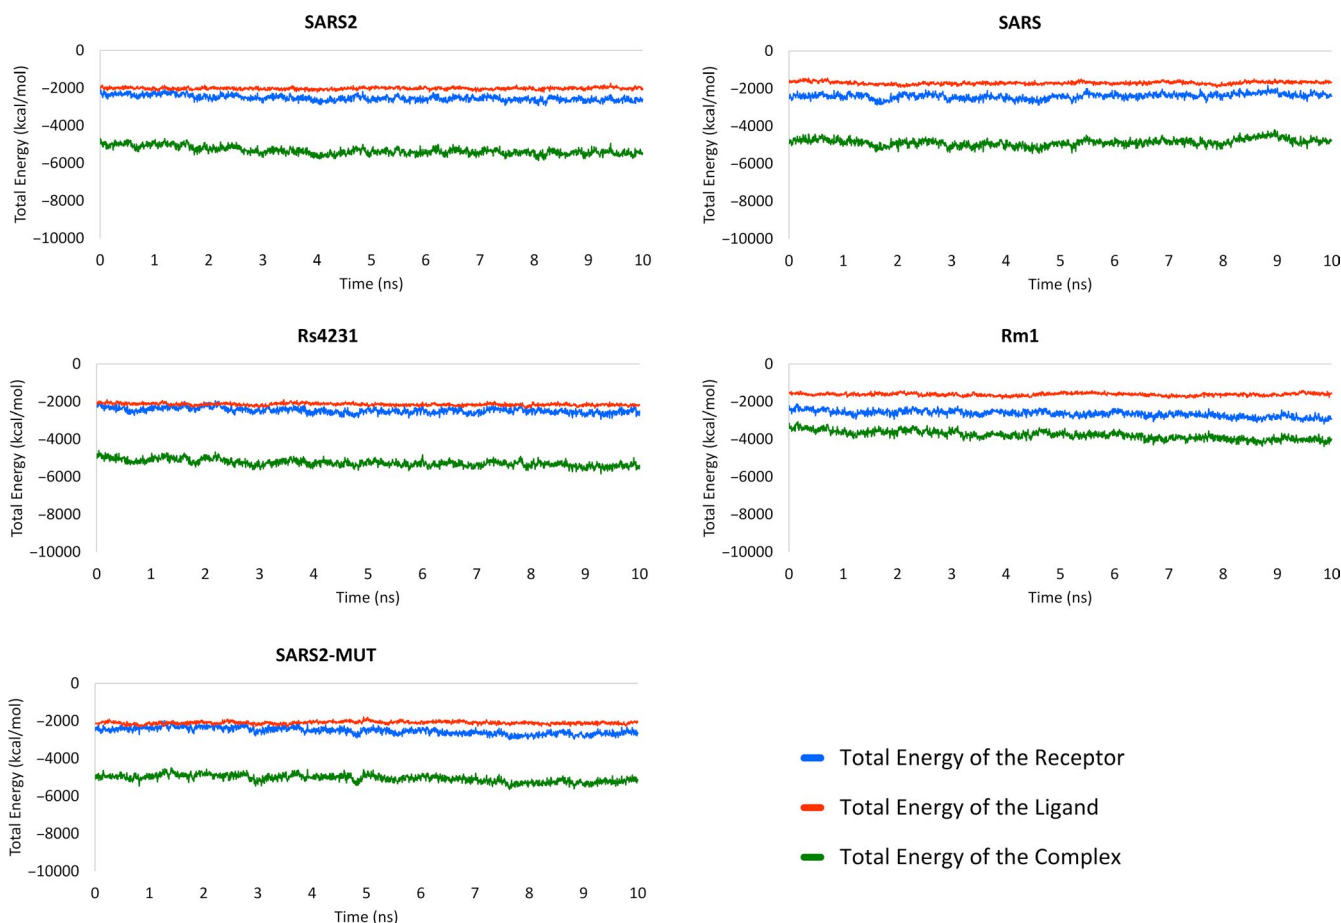 SARS2
0
−2000
−4000
−6000
−8000
−10000
Total Energy (kcal/mol)
0 1 2 3 4 5 6 7 8 9 10
Time (ns)
SARS
0
−2000
−4000
−6000
−8000
−10000
Total Energy (kcal/mol)
0 1 2 3 4 5 6 7 8 9 10
Time (ns)
Rs4231
0
−2000
−4000
−6000
−8000
−10000
Total Energy (kcal/mol)
0 1 2 3 4 5 6 7 8 9 10
Time (ns)
Rm1
0
−2000
−4000
−6000
−8000
−10000
Total Energy (kcal/mol)
0 1 2 3 4 5 6 7 8 9 10
Time (ns)
SARS2-MUT
0
−2000
−4000
−6000
−8000
−10000
Total Energy (kcal/mol)
0 1 2 3 4 5 6 7 8 9 10
Time (ns)
Total Energy of the Receptor
Total Energy of the Ligand
Total Energy of the Complex